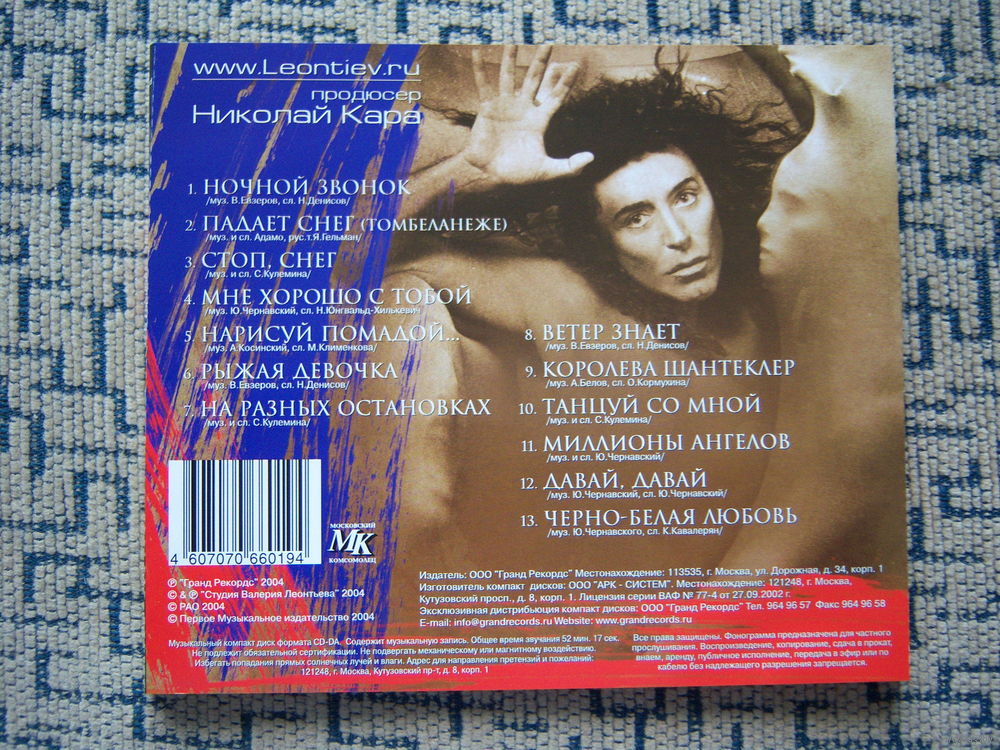 www.Leontiev.ru
продюсер
Николай Кара
1. НОЧНОЙ ЗВОНОК
/муз. В.Евзеров, сл. Н.Денисов/
2. ПАДАЕТ СНЕГ (ТОМБЕЛАНЕЖЕ)
/муз. и сл. Адамо, рус.т.Я.Гельман/
3. СТОП, СНЕГ
/муз. и сл. С.Кулемина/
4. МНЕ ХОРОШО С ТОБОЙ
/муз. Ю.Чернавский, сл. Н.Юнгвальд-Хилькевич
5. НАРИСУЙ ПОМАДОЙ...
/муз. А.Косинский, сл. М.Клименкова/
6. РЫЖАЯ ДЕВОЧКА
/муз. В.Евзеров, сл. Н.Денисов/
7. НА РАЗНЫХ ОСТАНОВКАХ
/муз. и сл. С.Кулемина/
8. ВЕТЕР ЗНАЕТ
/муз. В.Евзеров, сл. Н.Денисов/
9. КОРОЛЕВА ШАНТЕКЛЕР
/муз. А.Белов, сл. О.Кормухина/
10. ТАНЦУЙ СО МНОЙ
/муз. и сл. С.Кулемина/
11. МИЛЛИОНЫ АНГЕЛОВ
/муз. и сл. Ю.Чернавский/
12. ДАВАЙ, ДАВАЙ
/муз. Ю.Чернавский, сл. Ю.Чернавский/
13. ЧЕРНО-БЕЛАЯ ЛЮБОВЬ
/муз. Ю.Чернавского, сл. К.Кавалерян/
4 607070 660194
МОСКОВСКИЙ
МК
КОМСОМОЛЕЦ
℗ "Гранд Рекордс" 2004
© & ℗ "Студия Валерия Леонтьева" 2004
© РАО 2004
© Первое Музыкальное издательство 2004
Издатель: ООО "Гранд Рекордс" Местонахождение: 113535, г. Москва, ул. Дорожная, д. 34, корп. 1
Изготовитель компакт дисков: ООО "АРК - СИСТЕМ". Местонахождение: 121248, г. Москва,
Кутузовский просп., д. 8, корп. 1. Лицензия серии ВАФ № 77-4 от 27.09.2002 г.
Эксклюзивная дистрибьюция компакт дисков: ООО "Гранд Рекордс" Тел. 964 96 57 Факс 964 96 58
E-mail: info@grandrecords.ru Website: www.grandrecords.ru
Музыкальный компакт диск формата CD-DA. Содержит музыкальную запись. Общее время звучания 52 мин. 17 сек.
Не подлежит обязательной сертификации. Не подвергать механическому или магнитному воздействию.
Избегать попадания прямых солнечных лучей и влаги. Адрес для направления претензий и пожеланий:
121248, г. Москва, Кутузовский пр-т, д. 8, корп. 1
Все права защищены. Фонограмма предназначена для частного
прослушивания. Воспроизведение, копирование, сдача в прокат,
внаем, аренду, публичное исполнение, передача в эфир или по
кабелю без надлежащего разрешения запрещается.